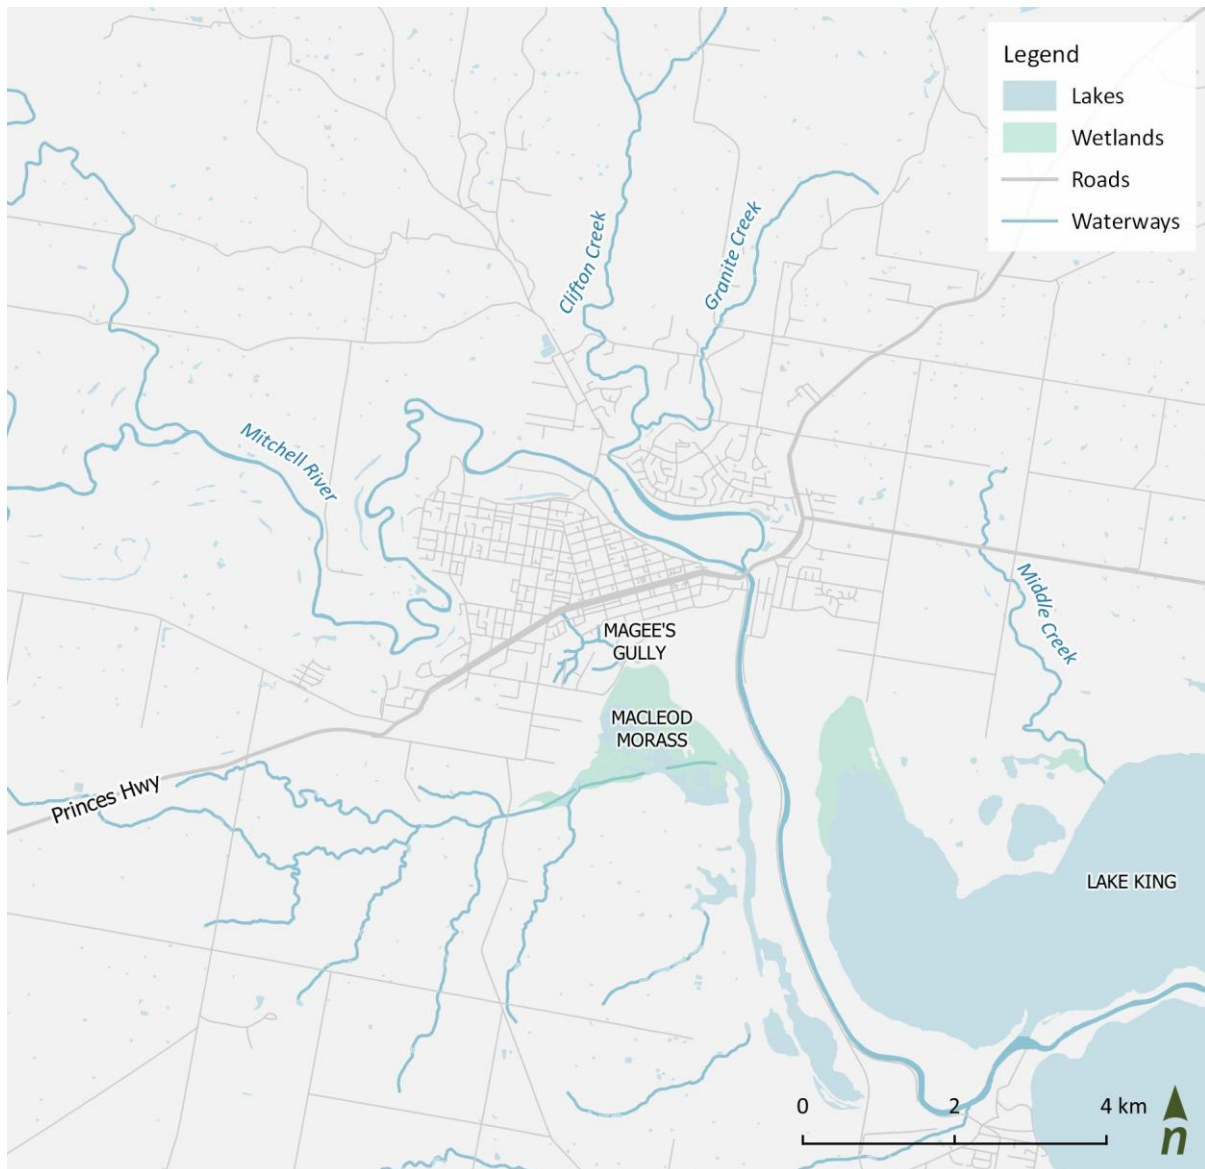 Legend
Lakes
Wetlands
Roads
Waterways
Clifton Creek
Granite Creek
Mitchell River
Middle Creek
MAGEE'S
GULLY
MACLEOD
MORASS
Princes Hwy
LAKE KING
0 2 4 km
n